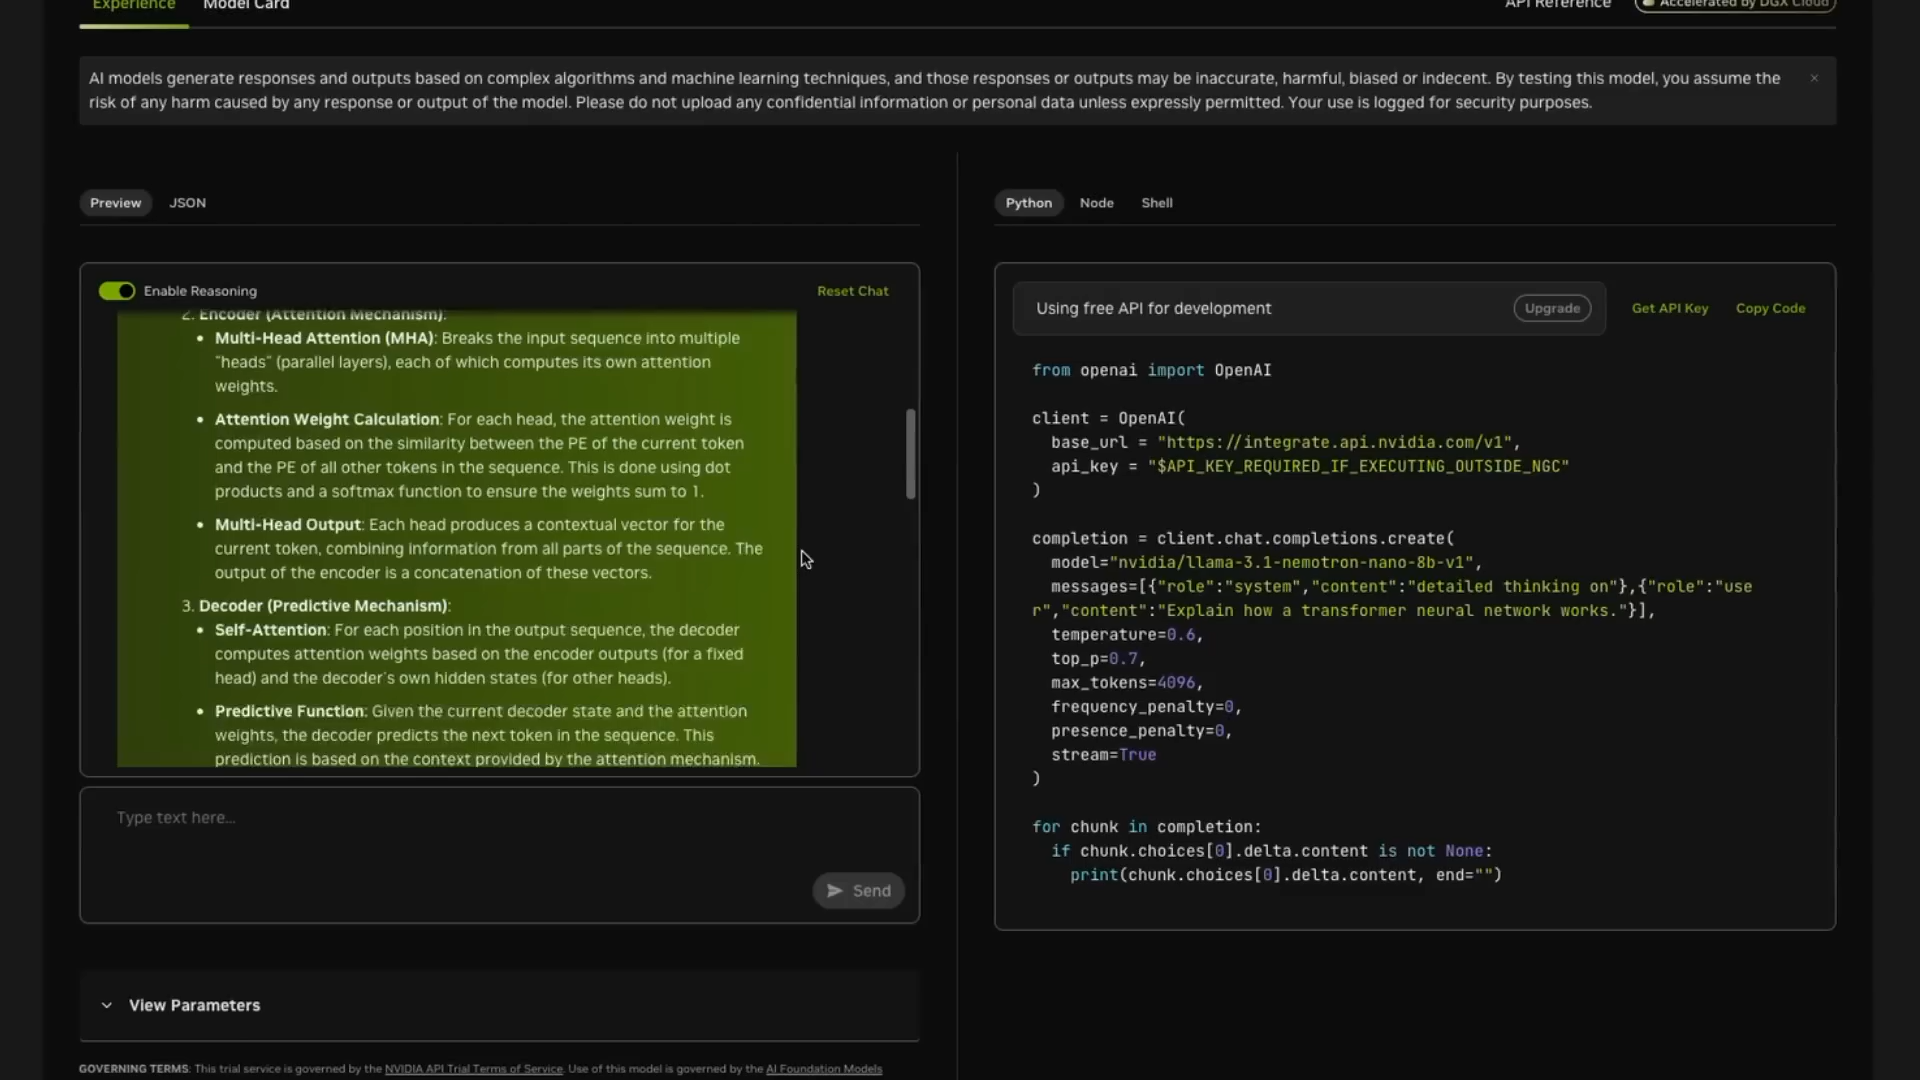 Experience Model Card
API Reference Accelerated by DGX Cloud
AI models generate responses and outputs based on complex algorithms and machine learning techniques, and those responses or outputs may be inaccurate, harmful, biased or indecent. By testing this model, you assume the
risk of any harm caused by any response or output of the model. Please do not upload any confidential information or personal data unless expressly permitted. Your use is logged for security purposes.
Preview JSON
Enable Reasoning Reset Chat
2. Encoder (Attention Mechanism):
• Multi-Head Attention (MHA): Breaks the input sequence into multiple
"heads" (parallel layers), each of which computes its own attention
weights.
• Attention Weight Calculation: For each head, the attention weight is
computed based on the similarity between the PE of the current token
and the PE of all other tokens in the sequence. This is done using dot
products and a softmax function to ensure the weights sum to 1.
• Multi-Head Output: Each head produces a contextual vector for the
current token, combining information from all parts of the sequence. The
output of the encoder is a concatenation of these vectors.
3. Decoder (Predictive Mechanism):
• Self-Attention: For each position in the output sequence, the decoder
computes attention weights based on the encoder outputs (for a fixed
head) and the decoder's own hidden states (for other heads).
• Predictive Function: Given the current decoder state and the attention
weights, the decoder predicts the next token in the sequence. This
prediction is based on the context provided by the attention mechanism.
Type text here...
Send
View Parameters
GOVERNING TERMS: This trial service is governed by the NVIDIA API Trial Terms of Service. Use of this model is governed by the AI Foundation Models
Python Node Shell
Using free API for development Upgrade Get API Key Copy Code
from openai import OpenAI
client = OpenAI(
base_url = "https://integrate.api.nvidia.com/v1",
api_key = "$API_KEY_REQUIRED_IF_EXECUTING_OUTSIDE_NGC"
)
completion = client.chat.completions.create(
model="nvidia/llama-3.1-nemotron-nano-8b-v1",
messages=[{"role":"system","content":"detailed thinking on"},{"role":"use
r","content":"Explain how a transformer neural network works."}],
temperature=0.6,
top_p=0.7,
max_tokens=4096,
frequency_penalty=0,
presence_penalty=0,
stream=True
)
for chunk in completion:
if chunk.choices[0].delta.content is not None:
print(chunk.choices[0].delta.content, end="")